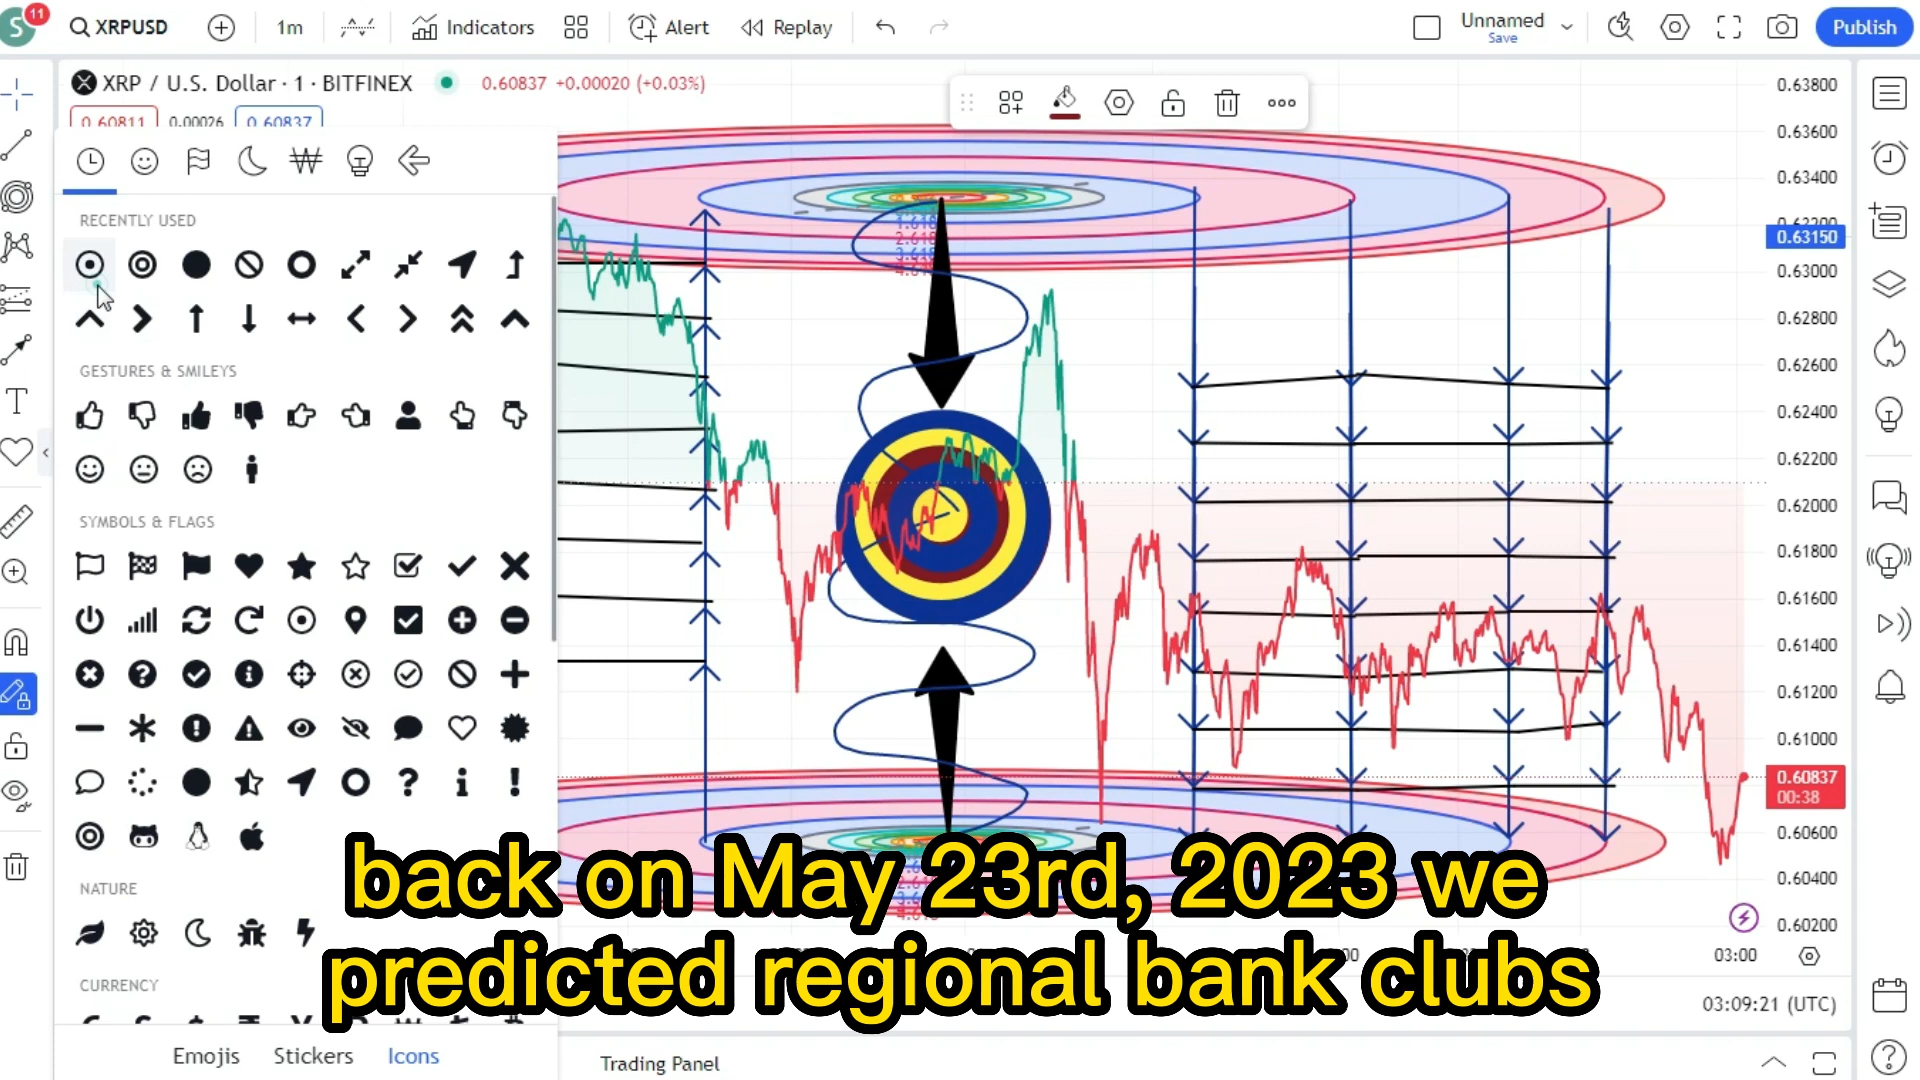 S
11
XRPUSD
1m
Indicators
Alert
Replay
Unnamed
Save
Publish
XRP / U.S. Dollar · 1 · BITFINEX
0.60837 +0.00020 (+0.03%)
0.60811
0.00026
0.60837
RECENTLY USED
GESTURES & SMILEYS
SYMBOLS & FLAGS
NATURE
CURRENCY
Emojis
Stickers
Icons
Trading Panel
0.63800
0.63600
0.63400
0.63200
0.63150
0.63000
0.62800
0.62600
0.62400
0.62200
0.62000
0.61800
0.61600
0.61400
0.61200
0.61000
0.60837
00:38
0.60600
0.60400
0.60200
03:00
03:09:21 (UTC)
back on May 23rd, 2023 we
predicted regional bank clubs